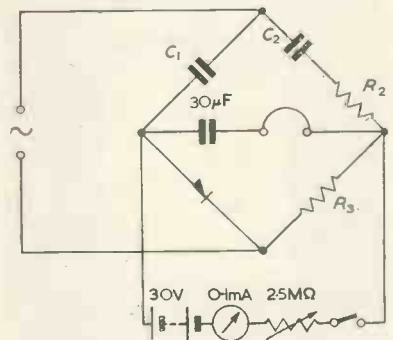 C₁
C₂
30μF
R₂
R₃
~
30V 0-1mA 2·5MΩ